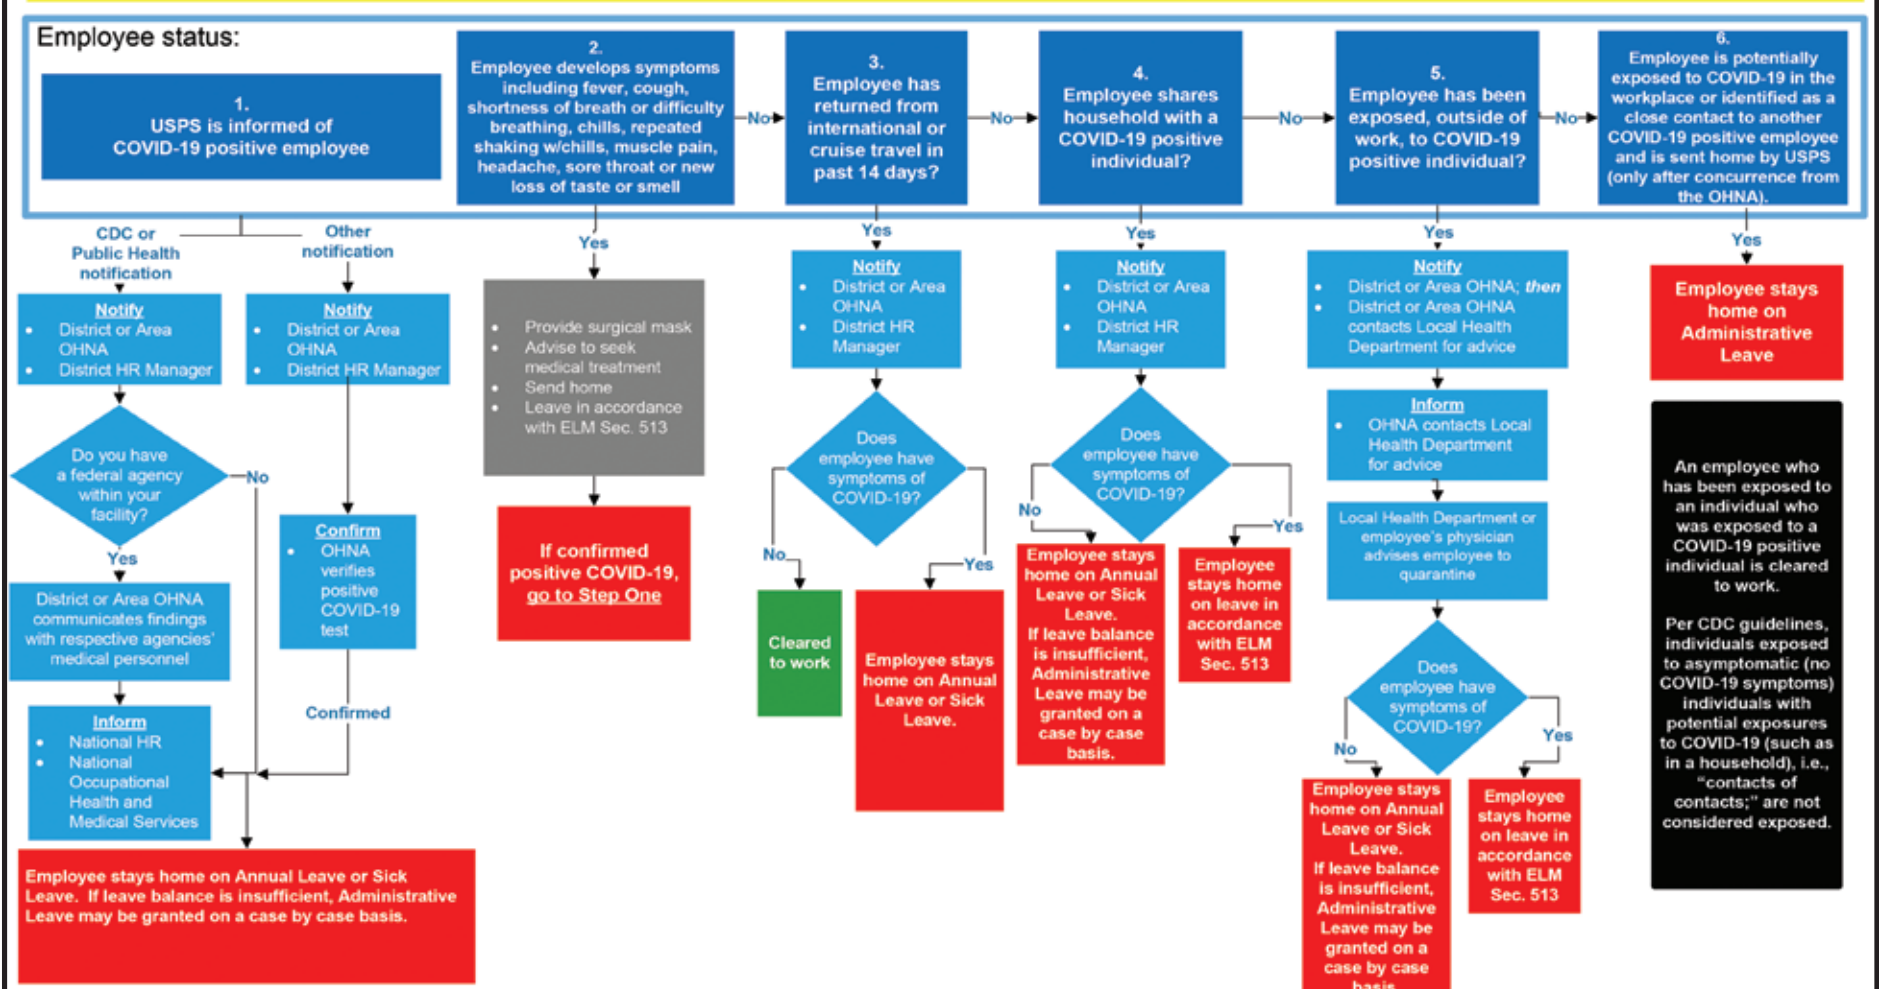 Employee status:
1.
USPS is informed of
COVID-19 positive employee
2.
Employee develops symptoms
including fever, cough,
shortness of breath or difficulty
breathing, chills, repeated
shaking w/chills, muscle pain,
headache, sore throat or new
loss of taste or smell
No
3.
Employee has
returned from
international or
cruise travel in
past 14 days?
No
4.
Employee shares
household with a
COVID-19 positive
individual?
No
5.
Employee has been
exposed, outside of
work, to COVID-19
positive individual?
No
6.
Employee is potentially
exposed to COVID-19 in the
workplace or identified as a
close contact to another
COVID-19 positive employee
and is sent home by USPS
(only after concurrence from
the OHNA).
CDC or
Public Health
notification
Notify
• District or Area
OHNA
• District HR Manager
Do you have
a federal agency
within your
facility?
No
Yes
District or Area OHNA
communicates findings
with respective agencies'
medical personnel
Inform
• National HR
• National
Occupational
Health and
Medical Services
Other
notification
Notify
• District or Area
OHNA
• District HR Manager
Confirm
• OHNA
verifies
positive
COVID-19
test
Confirmed
Employee stays home on Annual Leave or Sick
Leave. If leave balance is insufficient, Administrative
Leave may be granted on a case by case basis.
Yes
• Provide surgical mask
• Advise to seek
medical treatment
• Send home
• Leave in accordance
with ELM Sec. 513
If confirmed
positive COVID-19,
go to Step One
Yes
Notify
• District or Area
OHNA
• District HR
Manager
Does
employee have
symptoms of
COVID-19?
No
Cleared
to work
Yes
Employee stays
home on Annual
Leave or Sick
Leave.
Yes
Notify
• District or Area
OHNA
• District HR
Manager
Does
employee have
symptoms of
COVID-19?
No
Employee stays
home on Annual
Leave or Sick
Leave.
If leave balance
is insufficient,
Administrative
Leave may be
granted on a
case by case
basis.
Yes
Employee
stays home
on leave in
accordance
with ELM
Sec. 513
Yes
Notify
• District or Area OHNA; then
• District or Area OHNA
contacts Local Health
Department for advice
Inform
• OHNA contacts Local
Health Department
for advice
Local Health Department or
employee's physician
advises employee to
quarantine
Does
employee have
symptoms of
COVID-19?
No
Employee stays
home on Annual
Leave or Sick
Leave.
If leave balance
is insufficient,
Administrative
Leave may be
granted on a
case by case
basis.
Yes
Employee
stays home
on leave in
accordance
with ELM
Sec. 513
Yes
Employee stays
home on
Administrative
Leave
An employee who
has been exposed to
an individual who
was exposed to a
COVID-19 positive
individual is cleared
to work.
Per CDC guidelines,
individuals exposed
to asymptomatic (no
COVID-19 symptoms)
individuals with
potential exposures
to COVID-19 (such as
in a household), i.e.,
"contacts of
contacts;" are not
considered exposed.